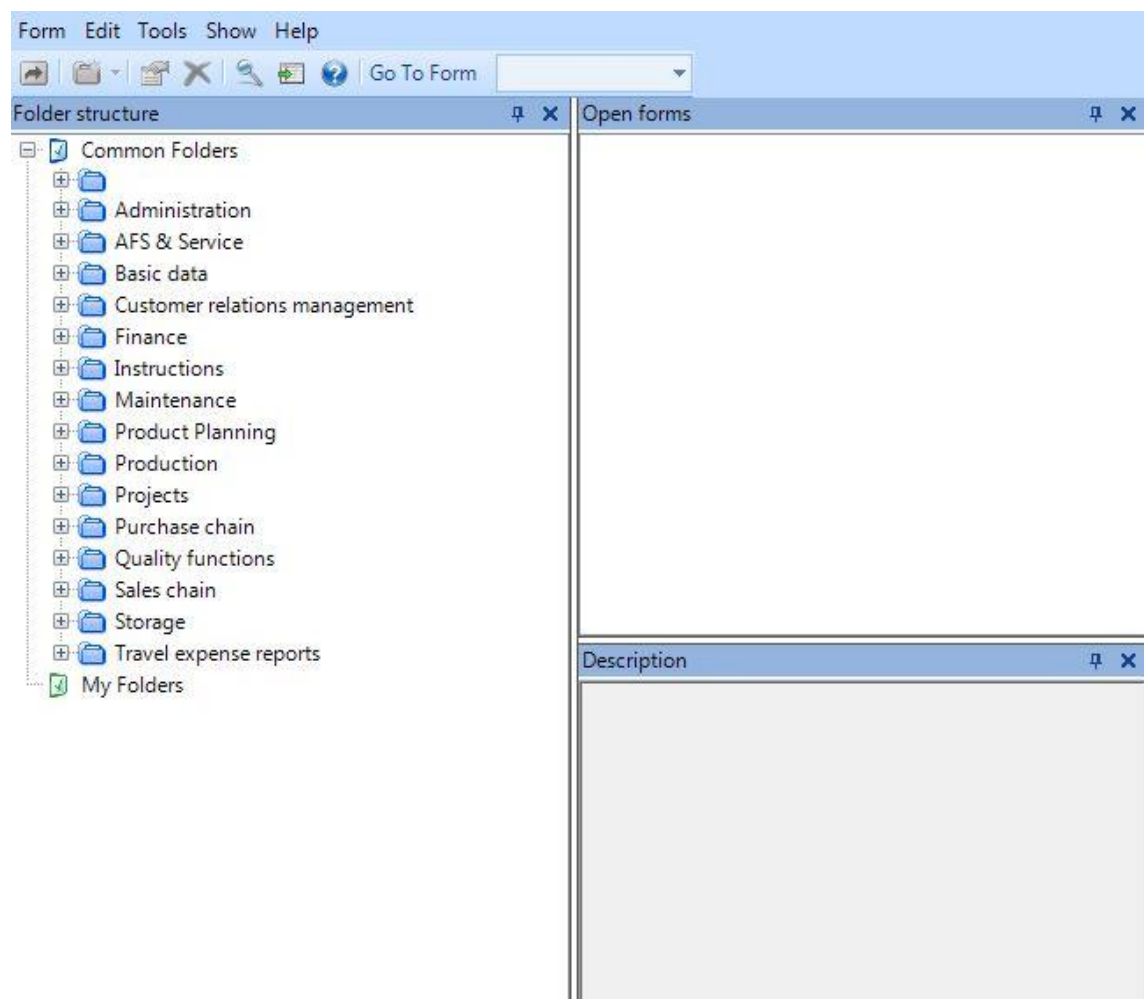 Form Edit Tools Show Help
Go To Form
Folder structure
Open forms
Common Folders
Administration
AFS & Service
Basic data
Customer relations management
Finance
Instructions
Maintenance
Product Planning
Production
Projects
Purchase chain
Quality functions
Sales chain
Storage
Travel expense reports
My Folders
Description